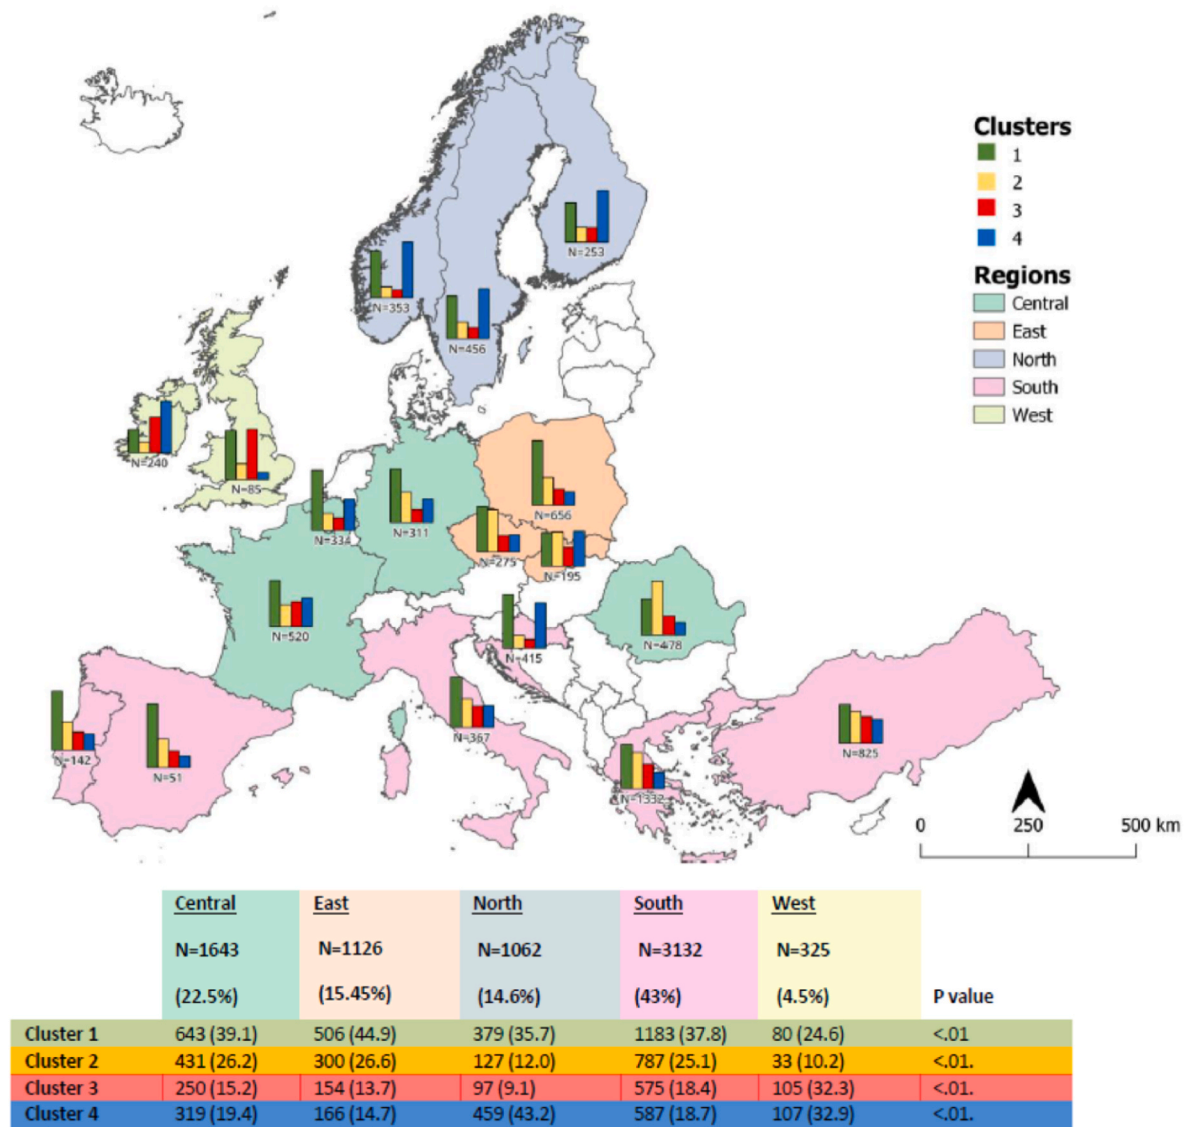 Clusters
1
2
3
4
Regions
Central
East
North
South
West
N=253
N=353
N=456
N=240
N=85
N=656
N=334
N=311
N=275
N=195
N=520
N=478
N=415
N=142
N=51
N=367
N=825
N=1332
0 250 500 km
Central East North South West
N=1643 N=1126 N=1062 N=3132 N=325
(22.5%) (15.45%) (14.6%) (43%) (4.5%) P value
Cluster 1 643 (39.1) 506 (44.9) 379 (35.7) 1183 (37.8) 80 (24.6) <.01
Cluster 2 431 (26.2) 300 (26.6) 127 (12.0) 787 (25.1) 33 (10.2) <.01.
Cluster 3 250 (15.2) 154 (13.7) 97 (9.1) 575 (18.4) 105 (32.3) <.01.
Cluster 4 319 (19.4) 166 (14.7) 459 (43.2) 587 (18.7) 107 (32.9) <.01.